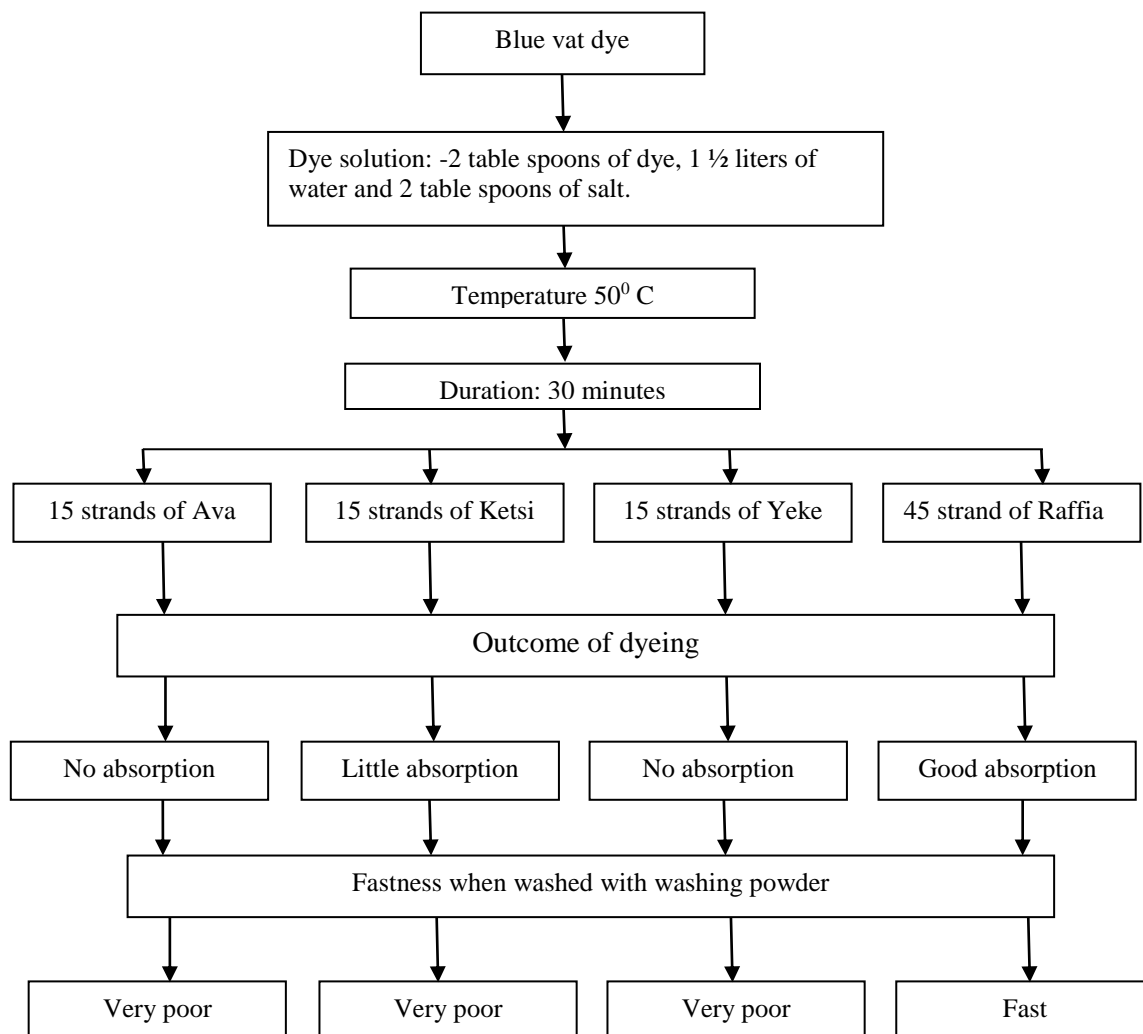 Blue vat dye
Dye solution: -2 table spoons of dye, 1 ½ liters of
water and 2 table spoons of salt.
Temperature 50⁰ C
Duration: 30 minutes
15 strands of Ava
15 strands of Ketsi
15 strands of Yeke
45 strand of Raffia
Outcome of dyeing
No absorption
Little absorption
No absorption
Good absorption
Fastness when washed with washing powder
Very poor
Very poor
Very poor
Fast